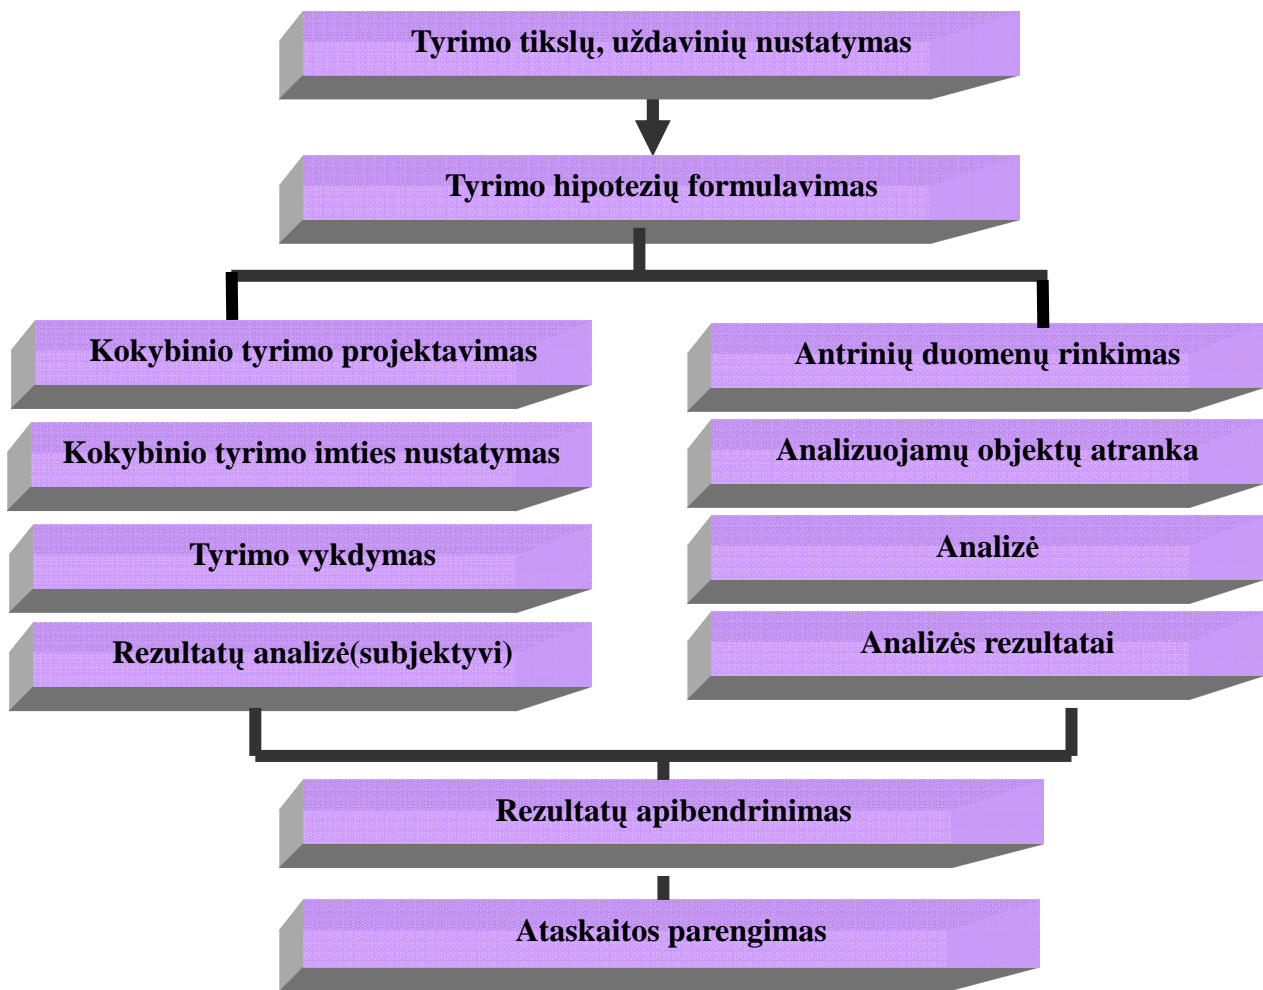 Tyrimo tikslų, uždavinių nustatymas
Tyrimo hipotezių formulavimas
Kokybinio tyrimo projektavimas
Kokybinio tyrimo imties nustatymas
Tyrimo vykdymas
Rezultatų analizė(subjektyvi)
Antrinių duomenų rinkimas
Analizuojamų objektų atranka
Analizė
Analizės rezultatai
Rezultatų apibendrinimas
Ataskaitos parengimas